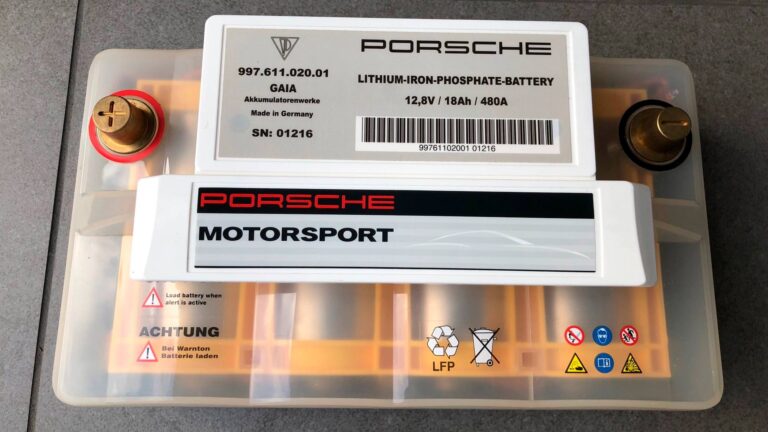 PORSCHE
997.611.020.01
GAIA
Akkumulatorenwerke
Made in Germany
SN: 01216
LITHIUM-IRON-PHOSPHATE-BATTERY
12,8V / 18Ah / 480A
99761102001 01216
PORSCHE
MOTORSPORT
Load battery when
alert is active
ACHTUNG
Bei Warnton
Batterie laden
LFP